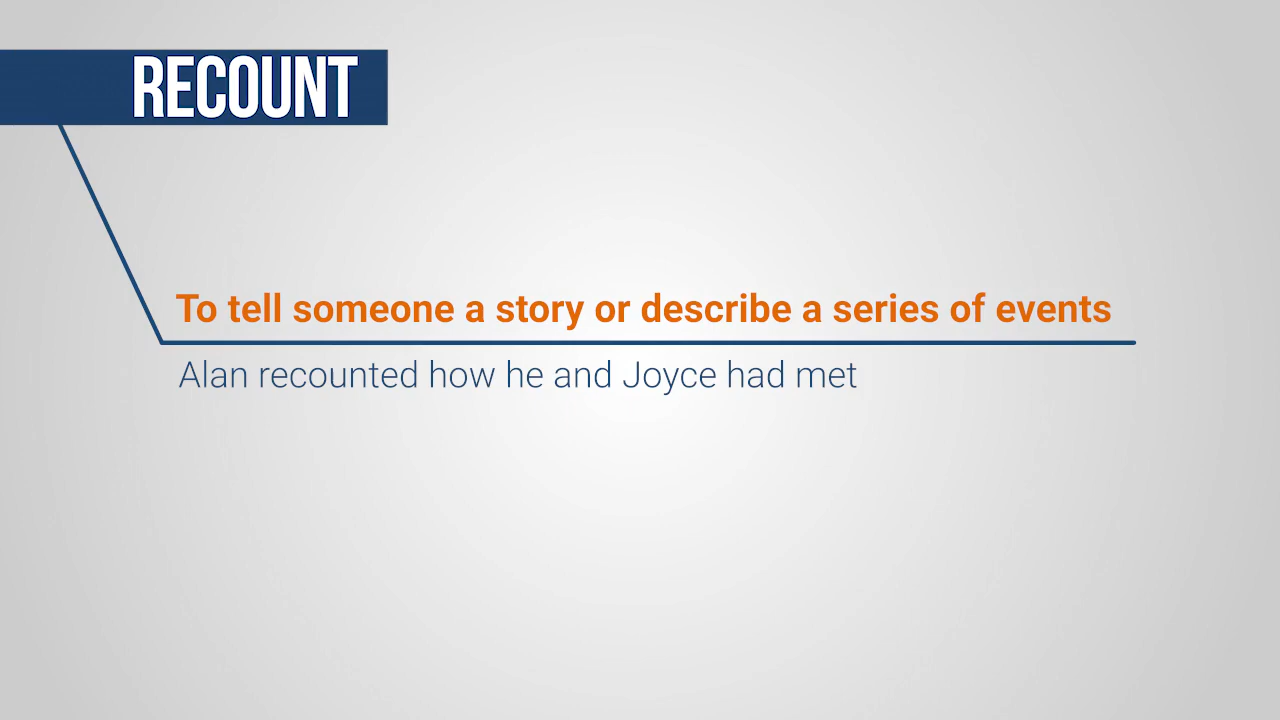 RECOUNT
To tell someone a story or describe a series of events
Alan recounted how he and Joyce had met